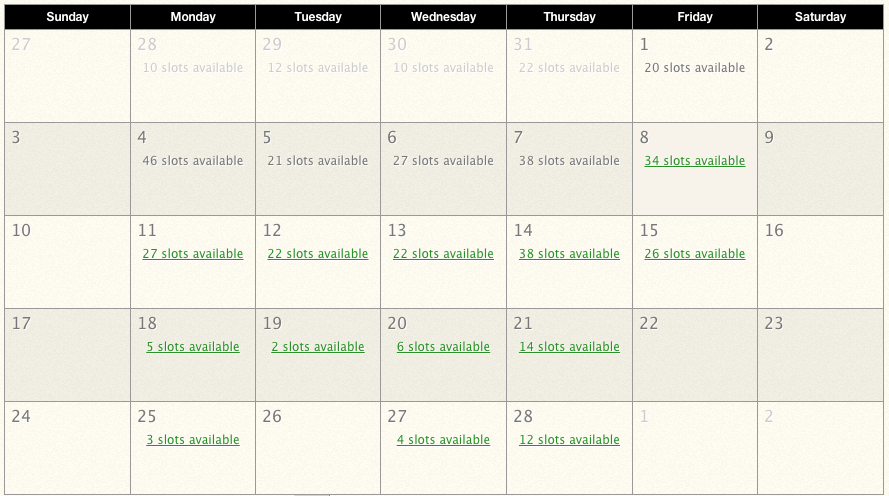 Sunday Monday Tuesday Wednesday Thursday Friday Saturday
27 28 29 30 31 1 2
10 slots available 12 slots available 10 slots available 22 slots available 20 slots available
3 4 5 6 7 8 9
46 slots available 21 slots available 27 slots available 38 slots available 34 slots available
10 11 12 13 14 15 16
27 slots available 22 slots available 22 slots available 38 slots available 26 slots available
17 18 19 20 21 22 23
5 slots available 2 slots available 6 slots available 14 slots available
24 25 26 27 28 1 2
3 slots available 4 slots available 12 slots available